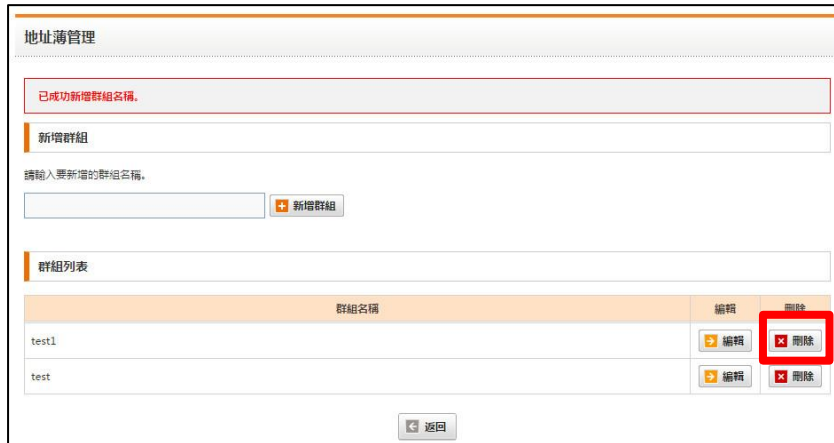 地址薄管理
已成功新增群組名稱。
新增群組
請輸入要新增的群組名稱。
新增群組
群組列表
群組名稱 編輯 刪除
test1 編輯 刪除
test 編輯 刪除
返回